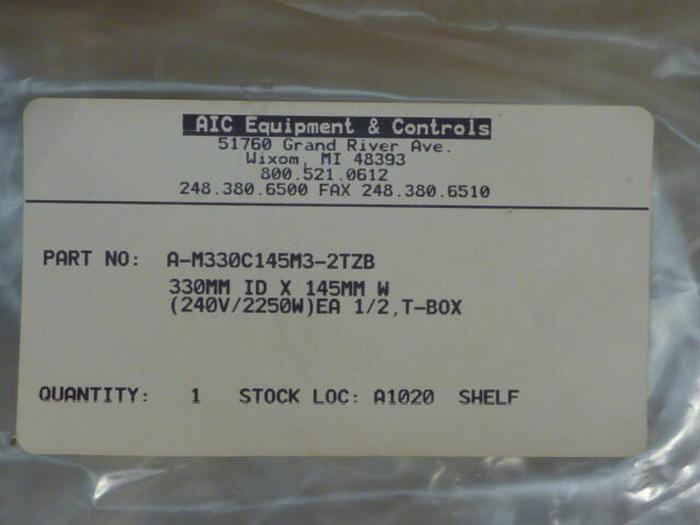 AIC Equipment & Controls
51760 Grand River Ave.
Wixom, MI 48393
800.521.0612
248.380.6500 FAX 248.380.6510
PART NO: A-M330C145M3-2TZB
330MM ID X 145MM W
(240V/2250W)EA 1/2,T-BOX
QUANTITY: 1 STOCK LOC: A1020 SHELF